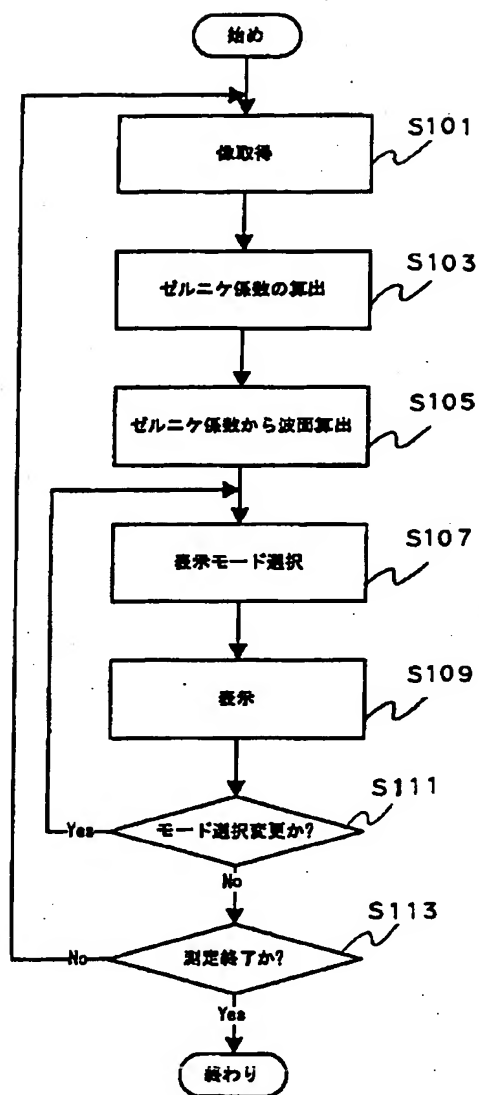 始め
S101
像取得
S103
ゼルニケ係数の算出
S105
ゼルニケ係数から波面算出
S107
表示モード選択
S109
表示
S111
モード選択変更か?
Yes
No
S113
測定終了か?
No
Yes
終わり